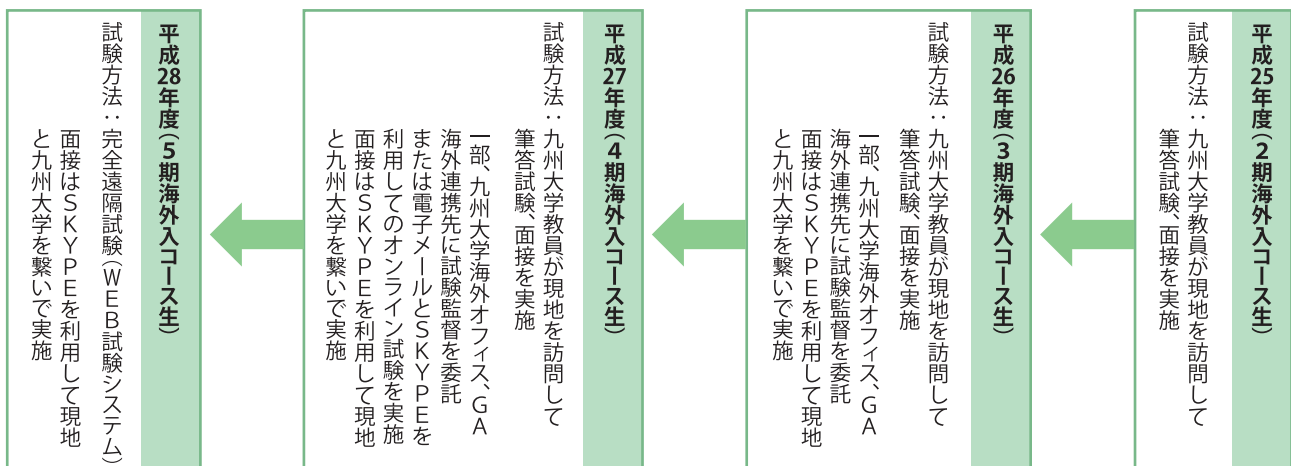 平成25年度（2期海外入コース生）
試験方法：九州大学教員が現地を訪問して
筆答試験、面接を実施
平成26年度（3期海外入コース生）
試験方法：九州大学教員が現地を訪問して
筆答試験、面接を実施
一部、九州大学海外オフィス、GA
海外連携先に試験監督を委託
面接はSKYPEを利用して現地
と九州大学を繋いで実施
平成27年度（4期海外入コース生）
試験方法：九州大学教員が現地を訪問して
筆答試験、面接を実施
一部、九州大学海外オフィス、GA
海外連携先に試験監督を委託
または電子メールとSKYPEを
利用してのオンライン試験を実施
面接はSKYPEを利用して現地
と九州大学を繋いで実施
平成28年度（5期海外入コース生）
試験方法：完全遠隔試験（WEB試験システム）
面接はSKYPEを利用して現地
と九州大学を繋いで実施